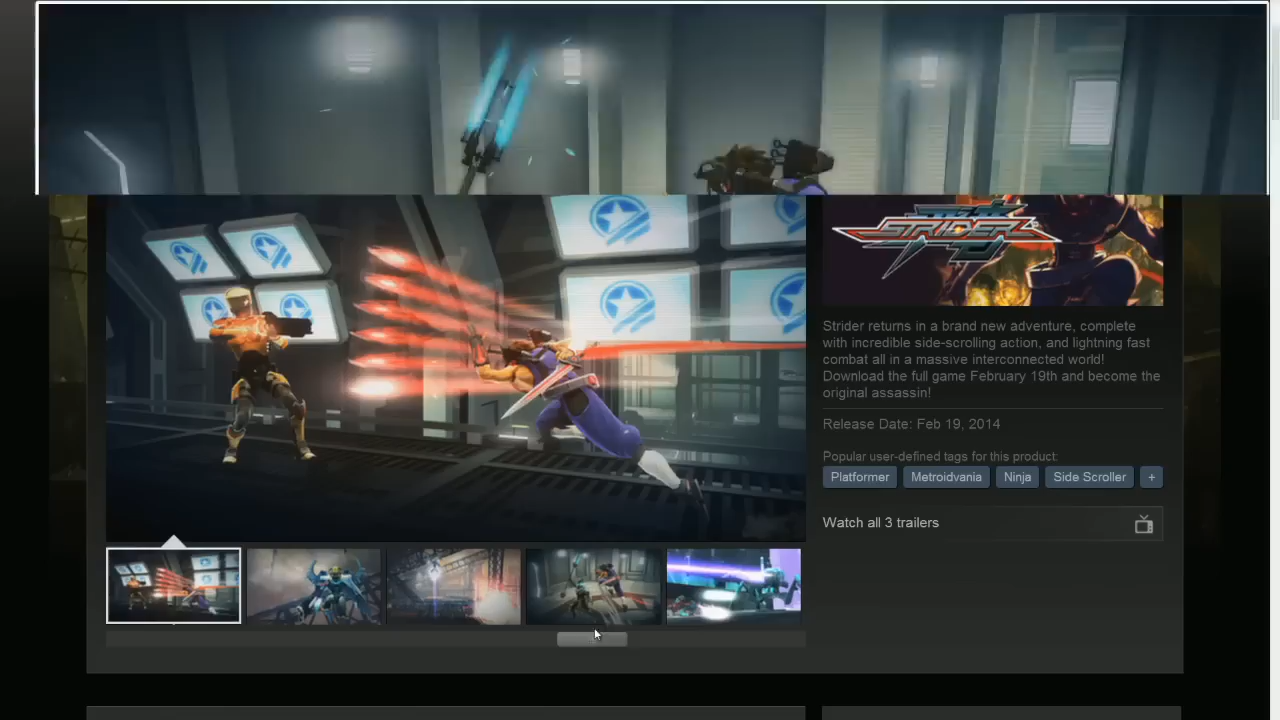 STRIDER
Strider returns in a brand new adventure, complete
with incredible side-scrolling action, and lightning fast
combat all in a massive interconnected world!
Download the full game February 19th and become the
original assassin!
Release Date: Feb 19, 2014
Popular user-defined tags for this product:
Platformer Metroidvania Ninja Side Scroller +
Watch all 3 trailers